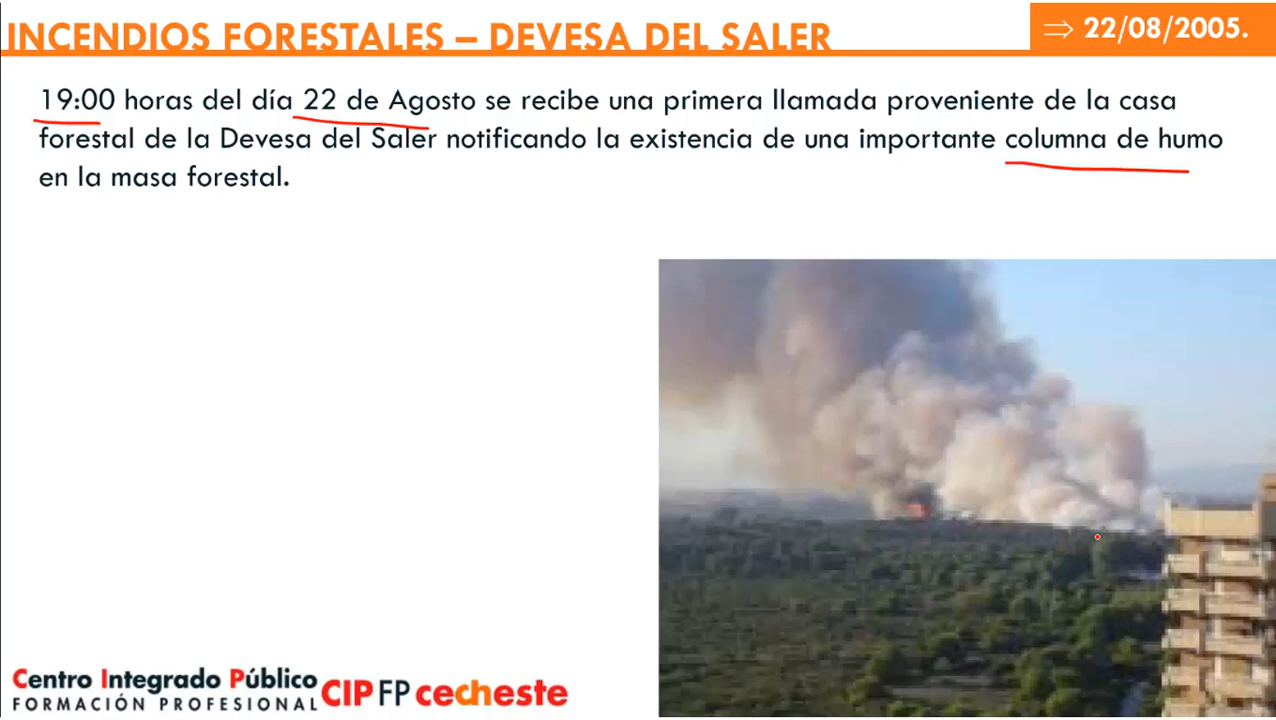 INCENDIOS FORESTALES – DEVESA DEL SALER
⇒ 22/08/2005.
19:00 horas del día 22 de Agosto se recibe una primera llamada proveniente de la casa
forestal de la Devesa del Saler notificando la existencia de una importante columna de humo
en la masa forestal.
Centro Integrado Público
FORMACIÓN PROFESIONAL
CIPFP cecheste